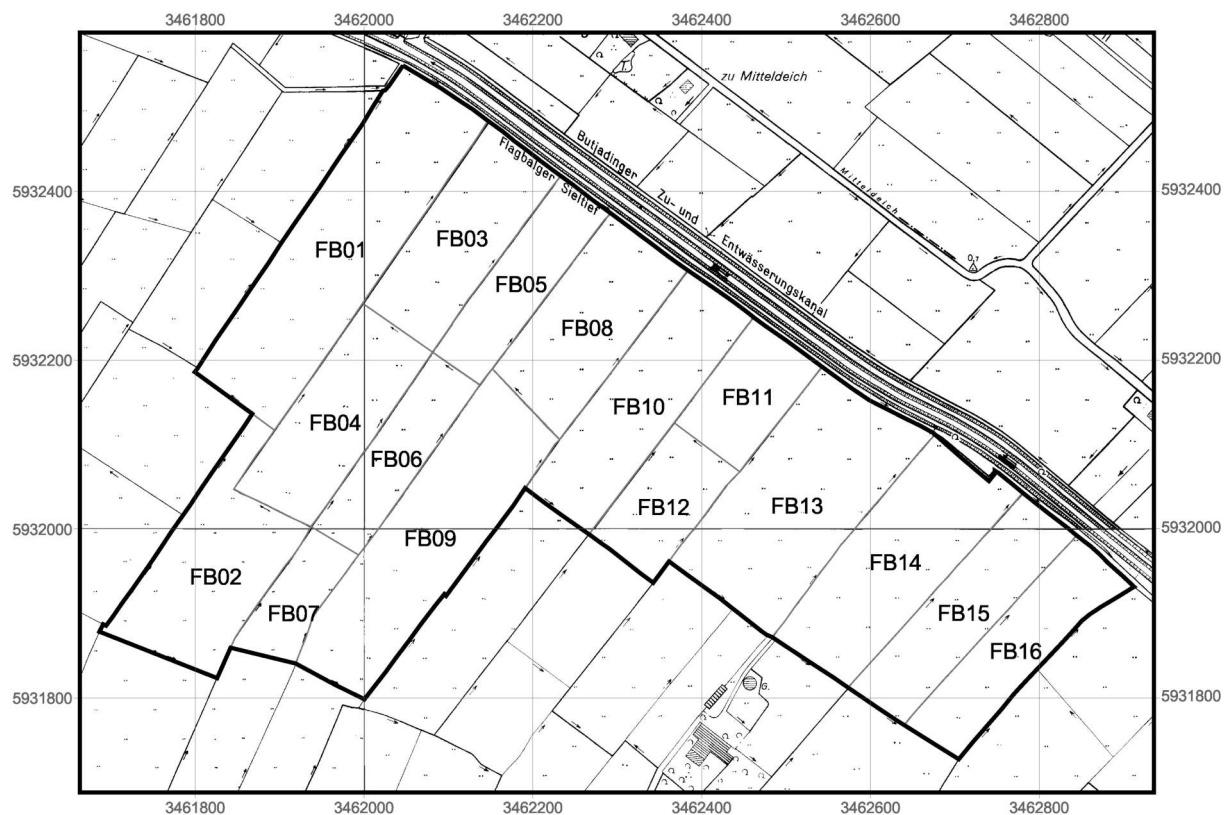 3461800 3462000 3462200 3462400 3462600 3462800
zu Mitteldeich
Butjadinger
Zu- und Entwässerungskanal
Flagbalger Sieltief
Mitteldeich
5932400 5932400
0,1
FB01
FB03
FB05
FB08
5932200 5932200
FB10
FB11
FB04
FB06
FB12
FB13
5932000 5932000
FB09
FB14
FB02
FB07
FB15
FB16
G.
5931800 5931800
3461800 3462000 3462200 3462400 3462600 3462800